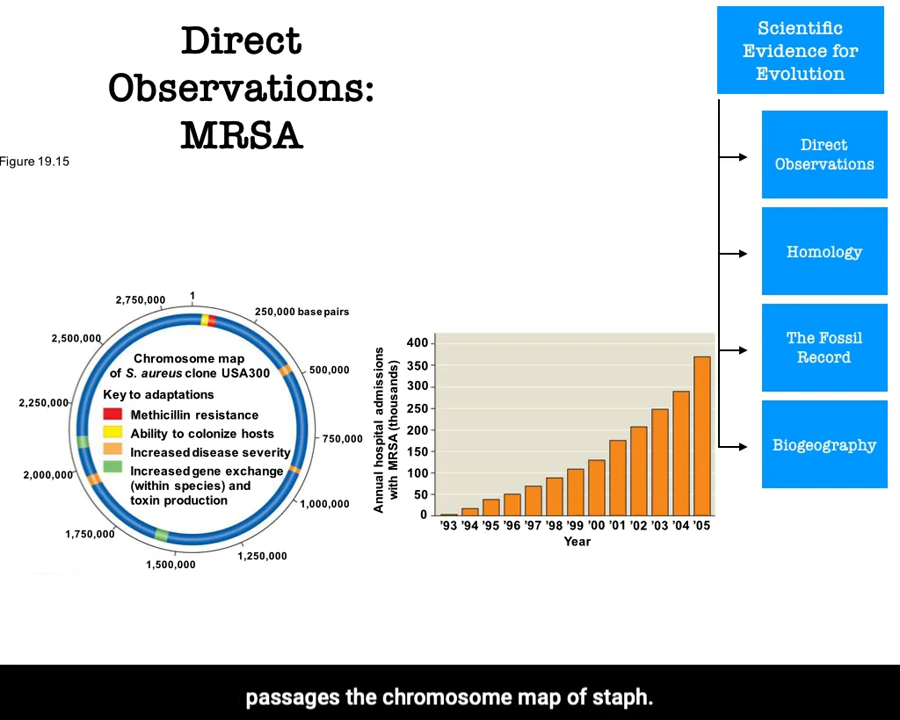 Direct
Observations:
MRSA
Figure 19.15
Scientific
Evidence for
Evolution
Direct
Observations
Homology
The Fossil
Record
Biogeography
1
250,000 base pairs
500,000
750,000
1,000,000
1,250,000
1,500,000
1,750,000
2,000,000
2,250,000
2,500,000
2,750,000
Chromosome map
of S. aureus clone USA300
Key to adaptations
Methicillin resistance
Ability to colonize hosts
Increased disease severity
Increased gene exchange
(within species) and
toxin production
Annual hospital admissions
with MRSA (thousands)
400
350
300
250
200
150
100
50
0
'93 '94 '95 '96 '97 '98 '99 '00 '01 '02 '03 '04 '05
Year
passages the chromosome map of staph.